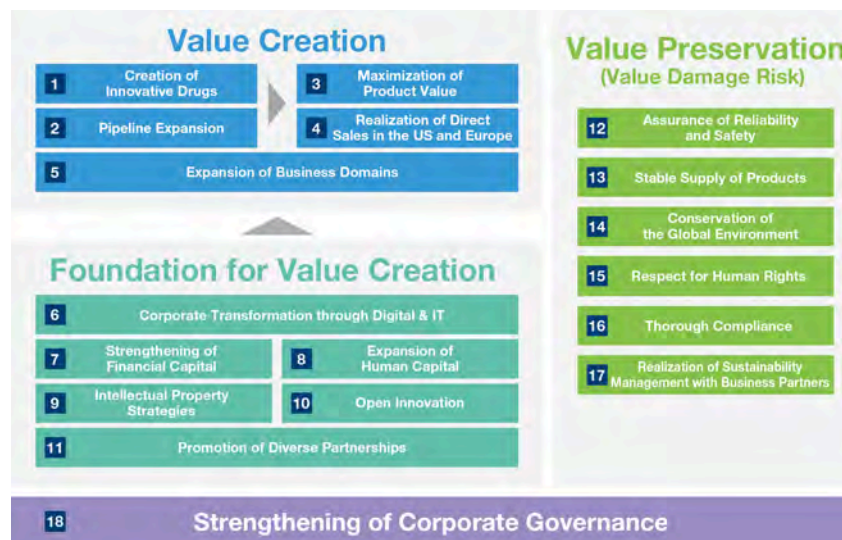 Value Creation
1
Creation of
Innovative Drugs
3
Maximization of
Product Value
2
Pipeline Expansion
4
Realization of Direct
Sales in the US and Europe
5
Expansion of Business Domains
Foundation for Value Creation
6
Corporate Transformation through Digital & IT
7
Strengthening of
Financial Capital
8
Expansion of
Human Capital
9
Intellectual Property
Strategies
10
Open Innovation
11
Promotion of Diverse Partnerships
Value Preservation
(Value Damage Risk)
12
Assurance of Reliability
and Safety
13
Stable Supply of Products
14
Conservation of
the Global Environment
15
Respect for Human Rights
16
Thorough Compliance
17
Realization of Sustainability
Management with Business Partners
18
Strengthening of Corporate Governance